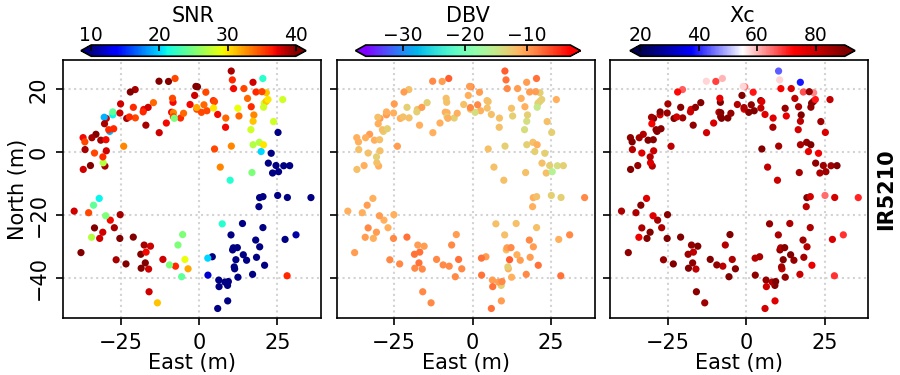 SNR
DBV
Xc
10 20 30 40
−30 −20 −10
20 40 60 80
North (m)
20
0
−20
−40
−25 0 25
−25 0 25
−25 0 25
East (m)
East (m)
East (m)
IR5210